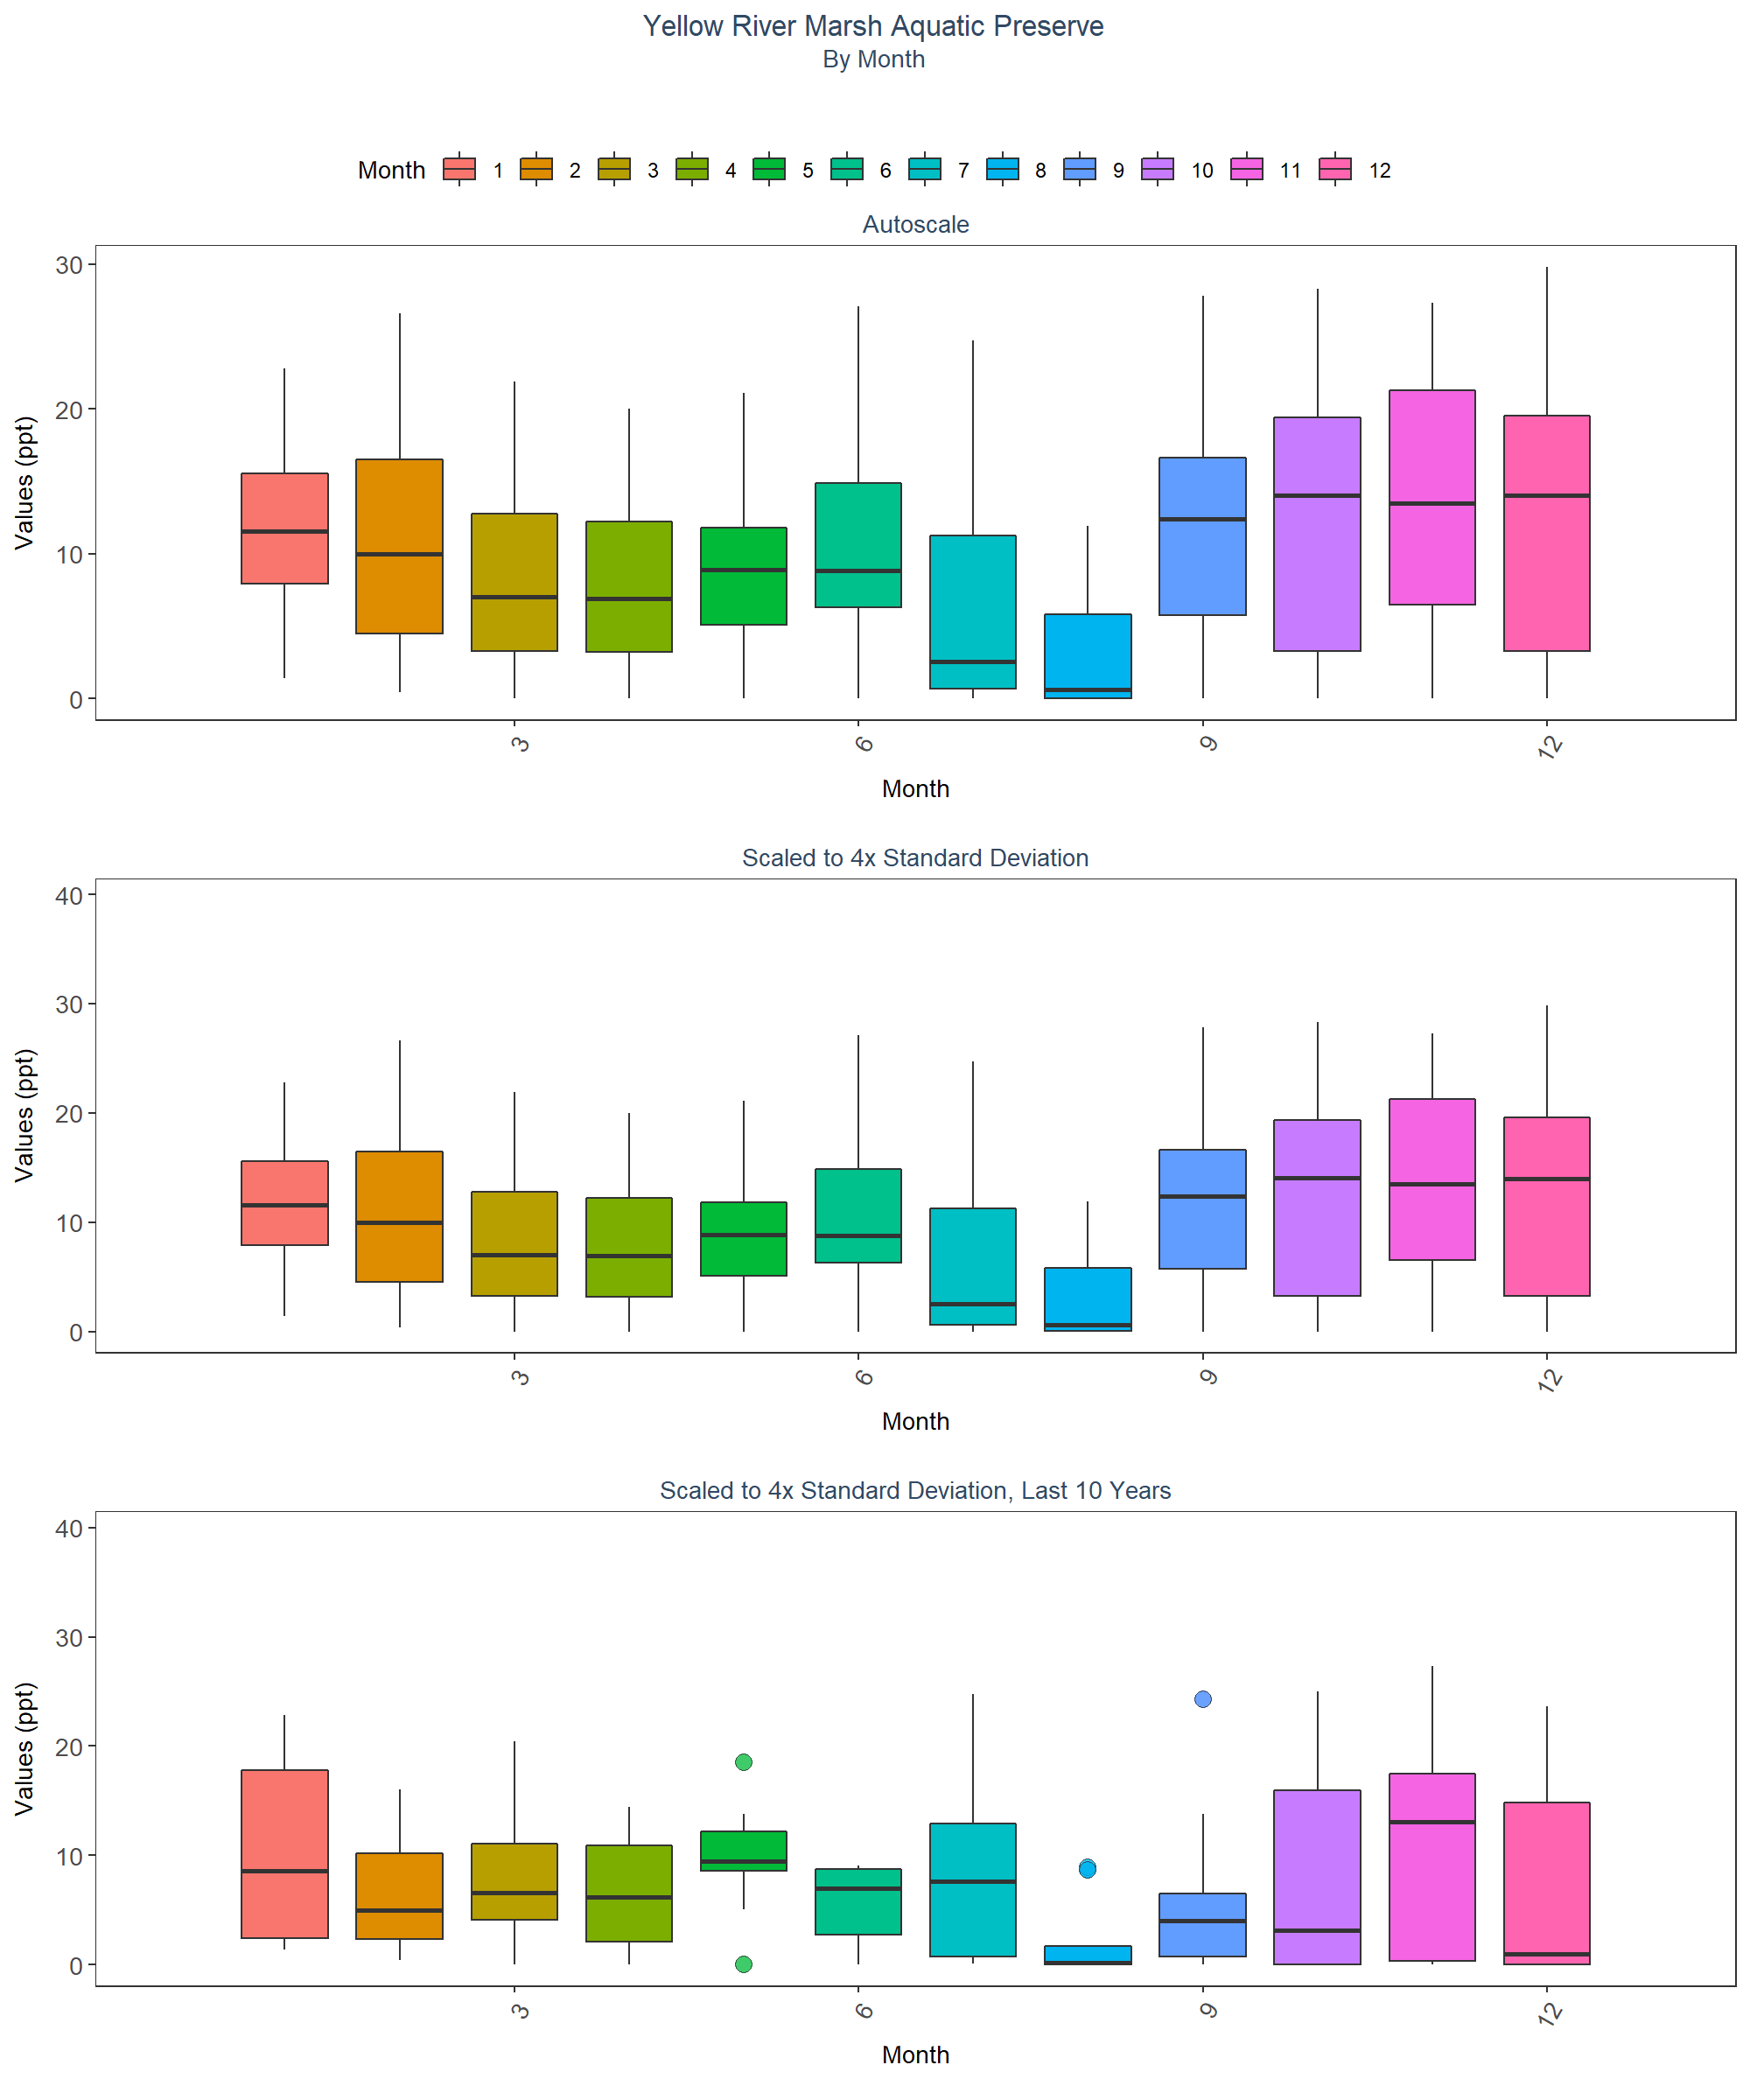 Yellow River Marsh Aquatic Preserve
By Month
Month 1 2 3 4 5 6 7 8 9 10 11 12
Autoscale
Values (ppt)
30
20
10
0
3 6 9 12
Month
Scaled to 4x Standard Deviation
Values (ppt)
40
30
20
10
0
3 6 9 12
Month
Scaled to 4x Standard Deviation, Last 10 Years
Values (ppt)
40
30
20
10
0
3 6 9 12
Month